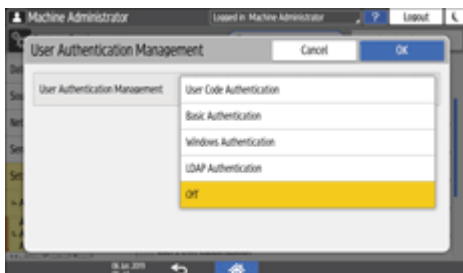 Machine Administrator
Logged in Machine Administrator
?
Logout
User Authentication Management
Cancel
OK
User Authentication Management
User Code Authentication
Basic Authentication
Windows Authentication
LDAP Authentication
Off